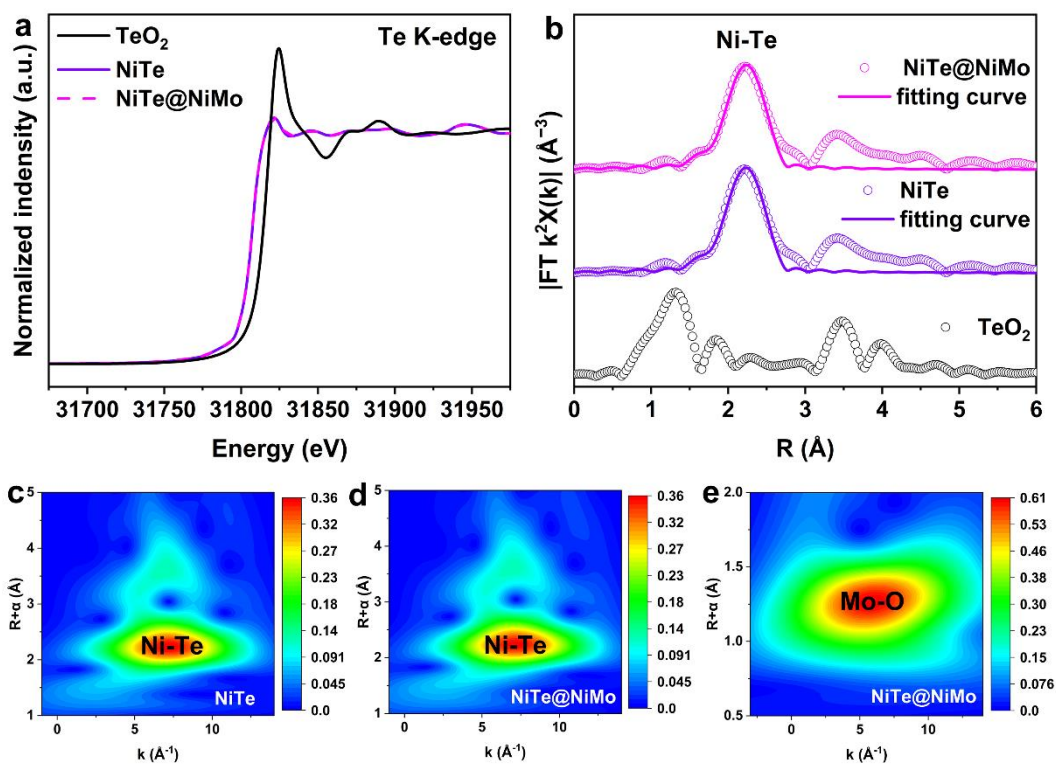 a
TeO2
NiTe
NiTe@NiMo
Te K-edge
Normalized indensity (a.u.)
31700 31750 31800 31850 31900 31950
Energy (eV)
b
Ni-Te
NiTe@NiMo
fitting curve
NiTe
fitting curve
TeO2
|FT k²X(k)| (Å⁻³)
0 1 2 3 4 5 6
R (Å)
c
5
4
3
2
1
R+α (Å)
Ni-Te
NiTe
0 5 10
k (Å⁻¹)
0.36
0.32
0.27
0.23
0.18
0.14
0.091
0.045
0.0
d
5
4
3
2
1
R+α (Å)
Ni-Te
NiTe@NiMo
0 5 10
k (Å⁻¹)
0.36
0.32
0.27
0.23
0.18
0.14
0.091
0.045
0.0
e
2.0
1.5
1.0
0.5
R+α (Å)
Mo-O
NiTe@NiMo
0 5 10
k (Å⁻¹)
0.61
0.53
0.46
0.38
0.30
0.23
0.15
0.076
0.0